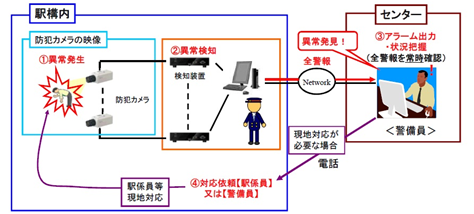 駅構内
防犯カメラの映像
①異常発生
防犯カメラ
②異常検知
検知装置
全警報
Network
センター
異常発見！
③アラーム出力
・状況把握
(全警報を常時確認)
＜警備員＞
現地対応が
必要な場合
電話
④対応依頼【駅係員】
又は【警備員】
駅係員等
現地対応